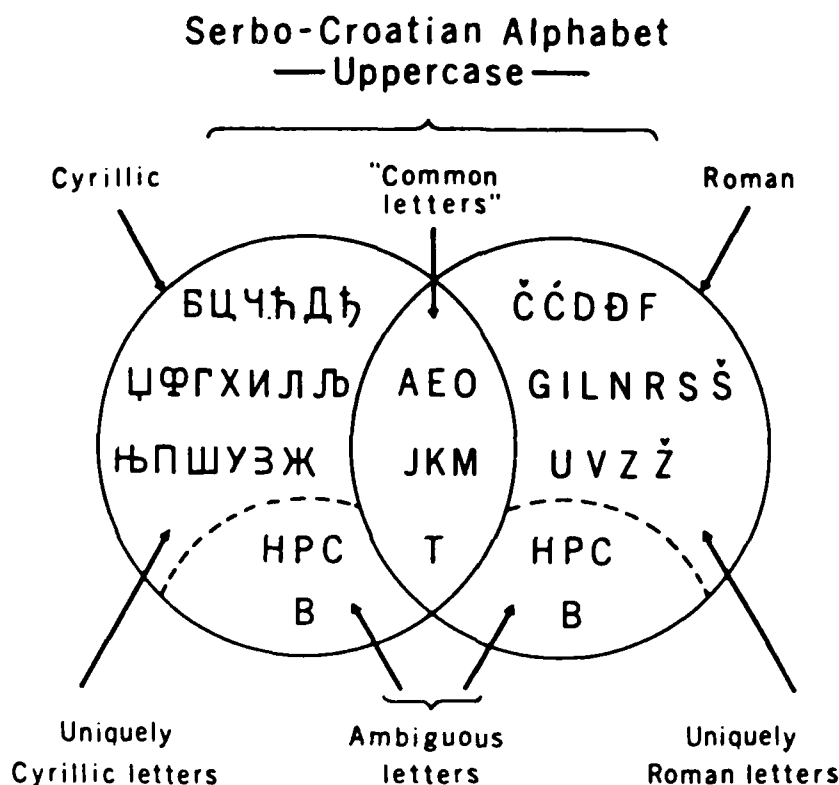 Serbo-Croatian Alphabet
—Uppercase—
Cyrillic
"Common
letters"
Roman
БЦЧЋДЂ
ЏФГХИЛЉ
ЊПШУЗЖ
HPC
B
AEO
JKM
T
ČĆDĐF
GILNRSŠ
UVZŽ
HPC
B
Uniquely
Cyrillic letters
Ambiguous
letters
Uniquely
Roman letters